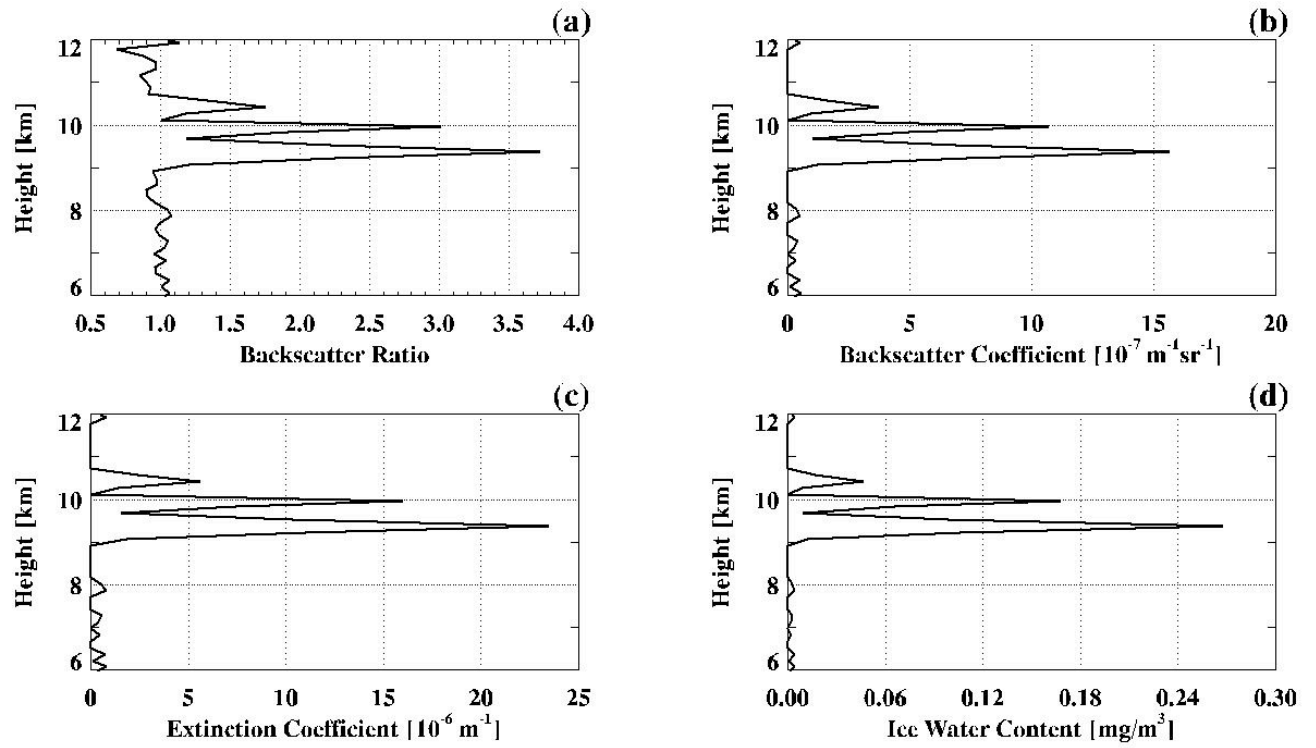 (a)
12
10
8
6
Height [km]
0.5 1.0 1.5 2.0 2.5 3.0 3.5 4.0
Backscatter Ratio
(b)
12
10
8
6
Height [km]
0 5 10 15 20
Backscatter Coefficient [10⁻⁷ m⁻¹sr⁻¹]
(c)
12
10
8
6
Height [km]
0 5 10 15 20 25
Extinction Coefficient [10⁻⁶ m⁻¹]
(d)
12
10
8
6
Height [km]
0.00 0.06 0.12 0.18 0.24 0.30
Ice Water Content [mg/m³]